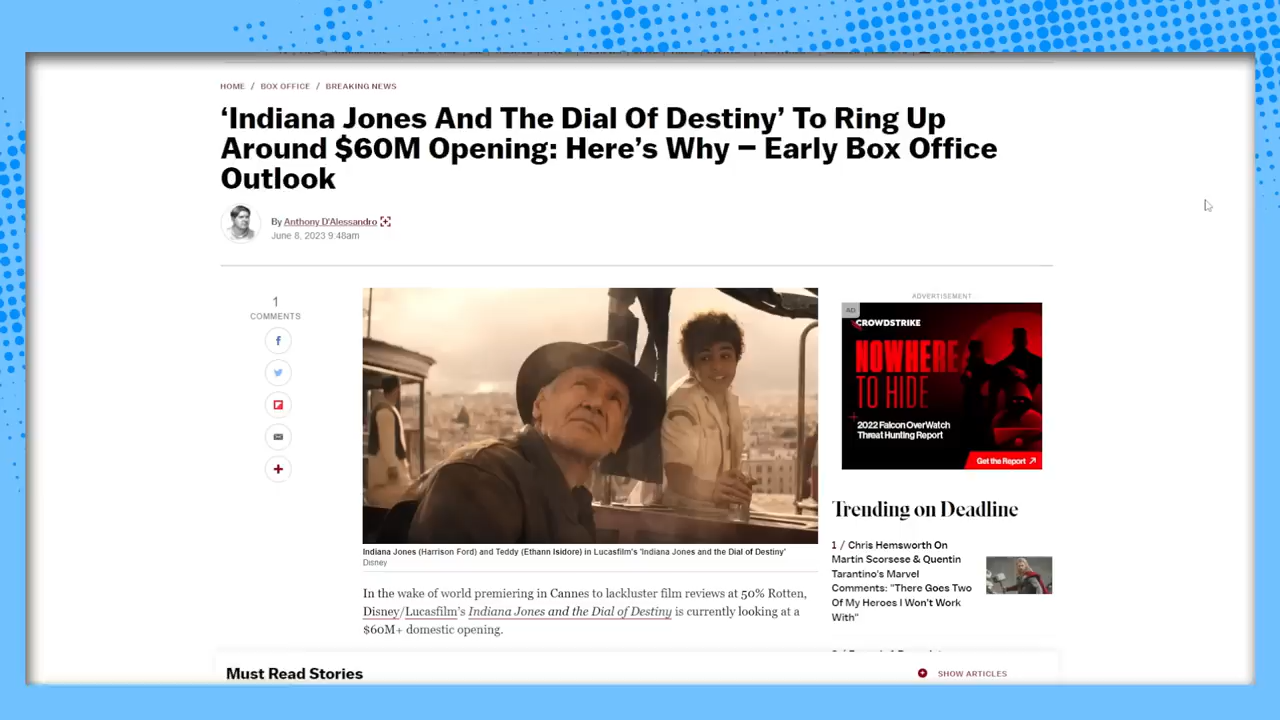 HOME / BOX OFFICE / BREAKING NEWS
‘Indiana Jones And The Dial Of Destiny’ To Ring Up
Around $60M Opening: Here’s Why – Early Box Office
Outlook
By Anthony D'Alessandro
June 8, 2023 9:48am
1
COMMENTS
ADVERTISEMENT
AD
CROWDSTRIKE
NOWHERE
TO HIDE
2022 Falcon OverWatch
Threat Hunting Report
Get the Report
Indiana Jones (Harrison Ford) and Teddy (Ethann Isidore) in Lucasfilm's 'Indiana Jones and the Dial of Destiny'
Disney
In the wake of world premiering in Cannes to lackluster film reviews at 50% Rotten,
Disney/Lucasfilm’s Indiana Jones and the Dial of Destiny is currently looking at a
$60M+ domestic opening.
Trending on Deadline
1 / Chris Hemsworth On
Martin Scorsese & Quentin
Tarantino's Marvel
Comments: "There Goes Two
Of My Heroes I Won't Work
With"
Must Read Stories
SHOW ARTICLES